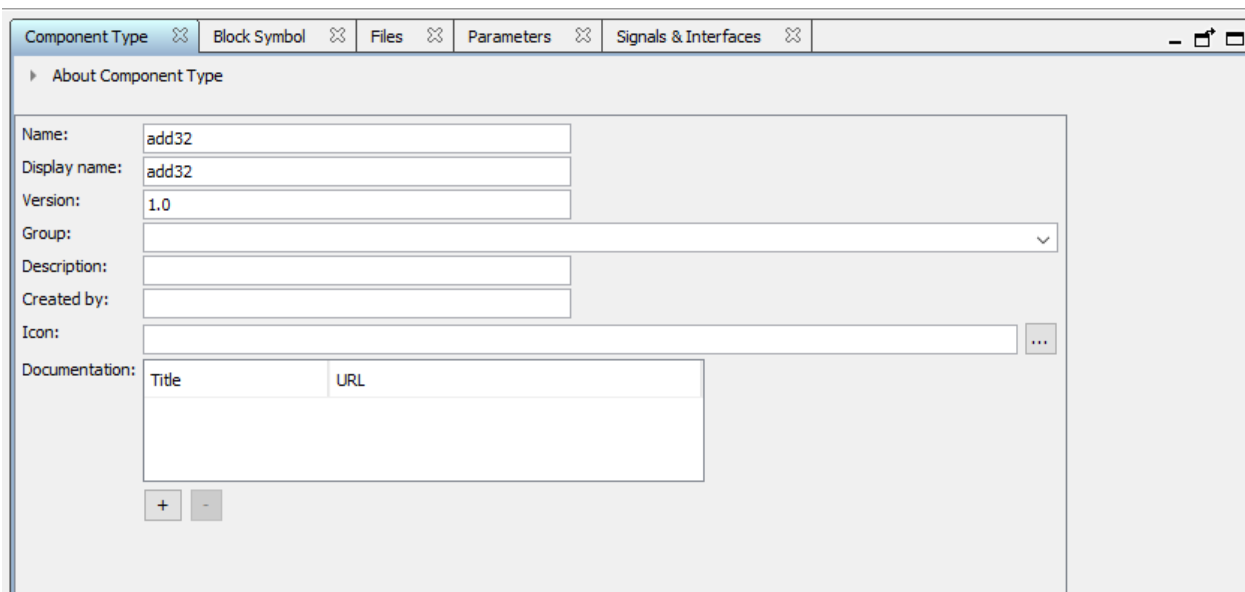 Component Type Block Symbol Files Parameters Signals & Interfaces
About Component Type
Name: add32
Display name: add32
Version: 1.0
Group:
Description:
Created by:
Icon: ...
Documentation: Title URL
+ -